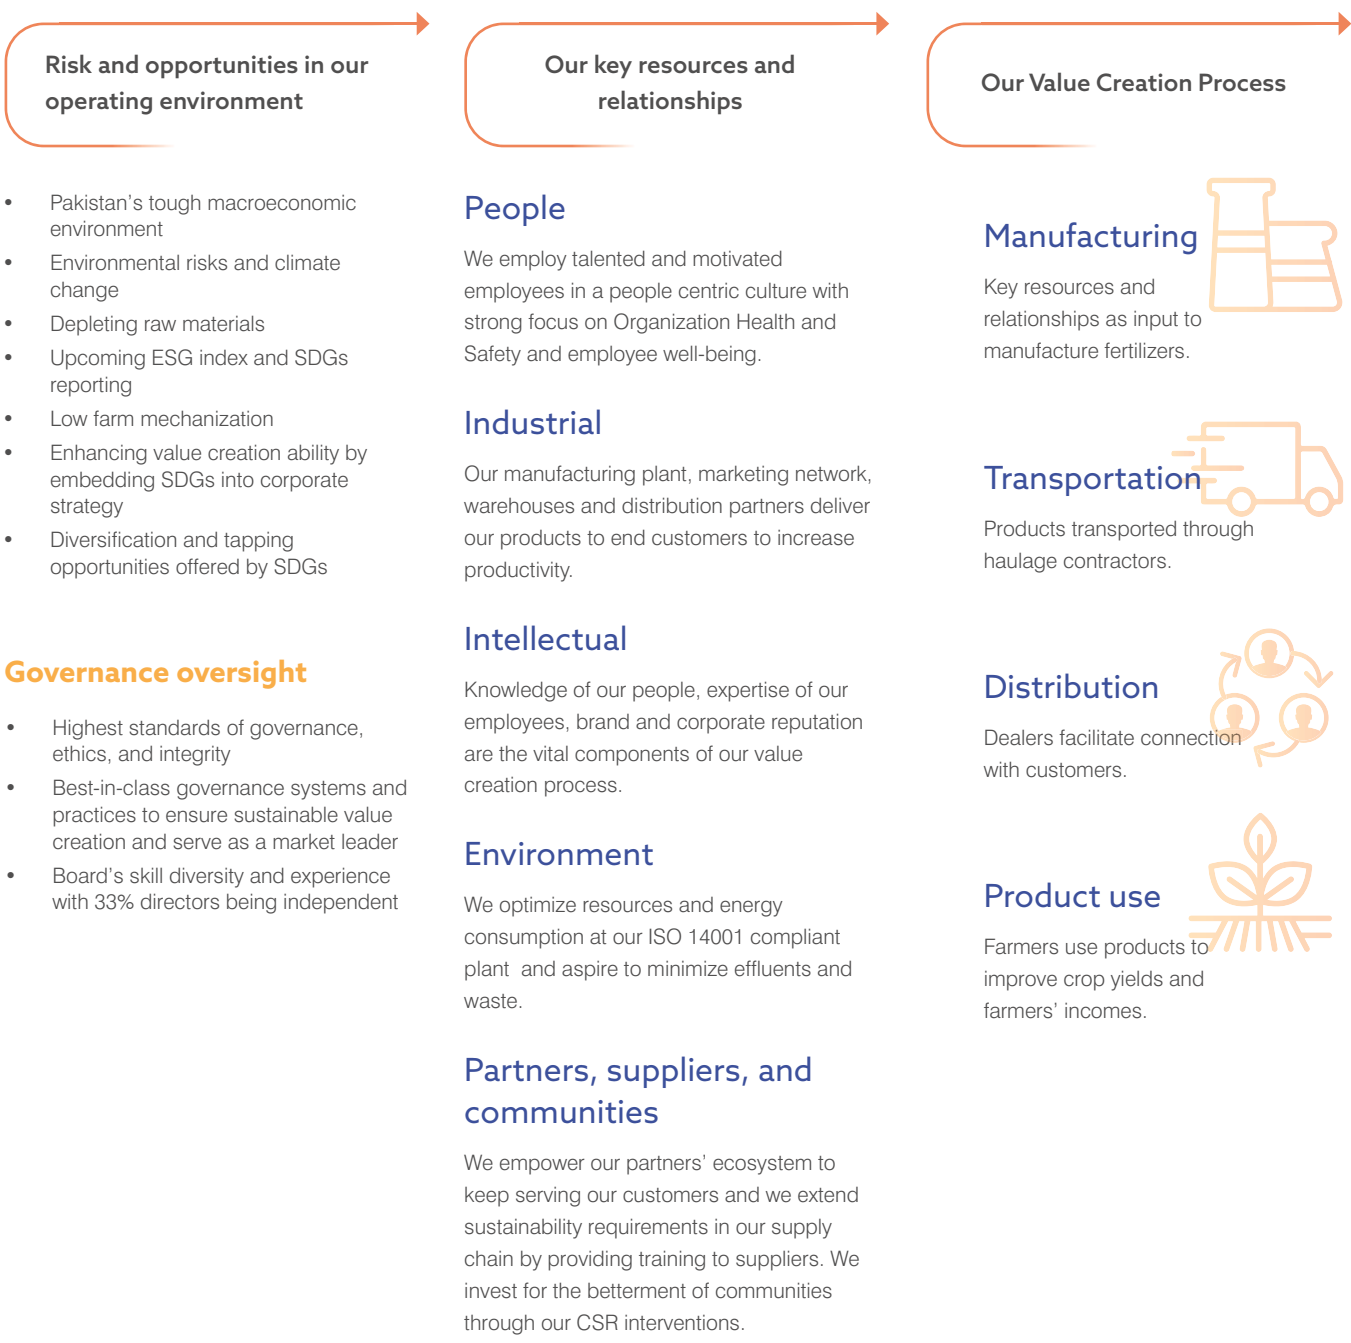 Risk and opportunities in our
operating environment
• Pakistan’s tough macroeconomic
environment
• Environmental risks and climate
change
• Depleting raw materials
• Upcoming ESG index and SDGs
reporting
• Low farm mechanization
• Enhancing value creation ability by
embedding SDGs into corporate
strategy
• Diversification and tapping
opportunities offered by SDGs
Governance oversight
• Highest standards of governance,
ethics, and integrity
• Best-in-class governance systems and
practices to ensure sustainable value
creation and serve as a market leader
• Board’s skill diversity and experience
with 33% directors being independent
Our key resources and
relationships
People
We employ talented and motivated
employees in a people centric culture with
strong focus on Organization Health and
Safety and employee well-being.
Industrial
Our manufacturing plant, marketing network,
warehouses and distribution partners deliver
our products to end customers to increase
productivity.
Intellectual
Knowledge of our people, expertise of our
employees, brand and corporate reputation
are the vital components of our value
creation process.
Environment
We optimize resources and energy
consumption at our ISO 14001 compliant
plant and aspire to minimize effluents and
waste.
Partners, suppliers, and
communities
We empower our partners’ ecosystem to
keep serving our customers and we extend
sustainability requirements in our supply
chain by providing training to suppliers. We
invest for the betterment of communities
through our CSR interventions.
Our Value Creation Process
Manufacturing
Key resources and
relationships as input to
manufacture fertilizers.
Transportation
Products transported through
haulage contractors.
Distribution
Dealers facilitate connection
with customers.
Product use
Farmers use products to
improve crop yields and
farmers’ incomes.